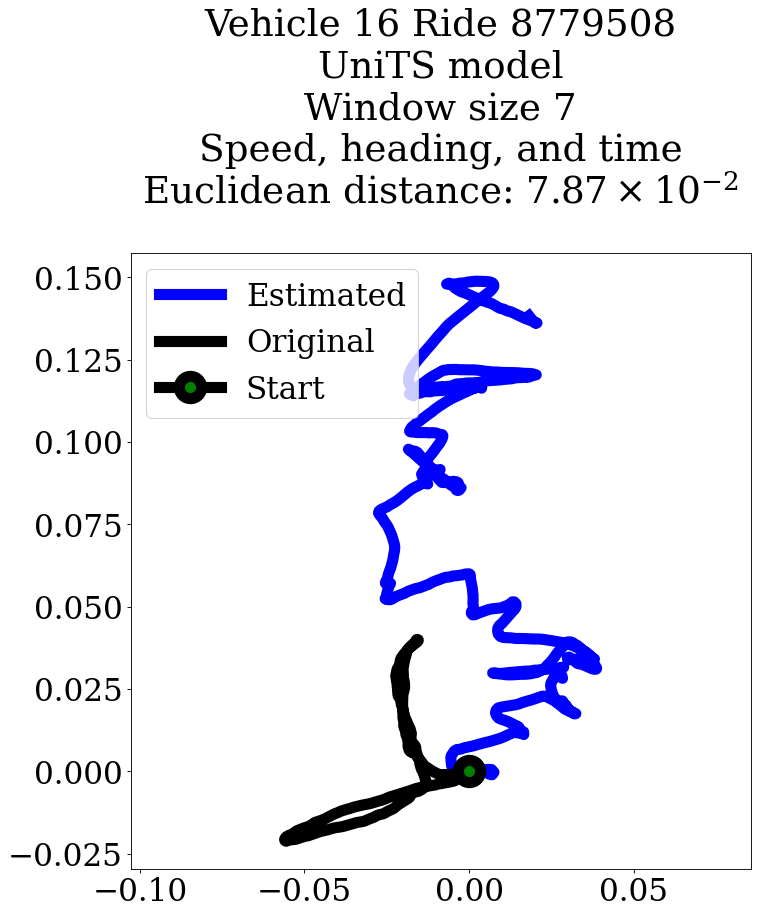 Vehicle 16 Ride 8779508
UniTS model
Window size 7
Speed, heading, and time
Euclidean distance: 7.87 × 10⁻²
Estimated
Original
Start
0.150
0.125
0.100
0.075
0.050
0.025
0.000
−0.025
−0.10
−0.05
0.00
0.05